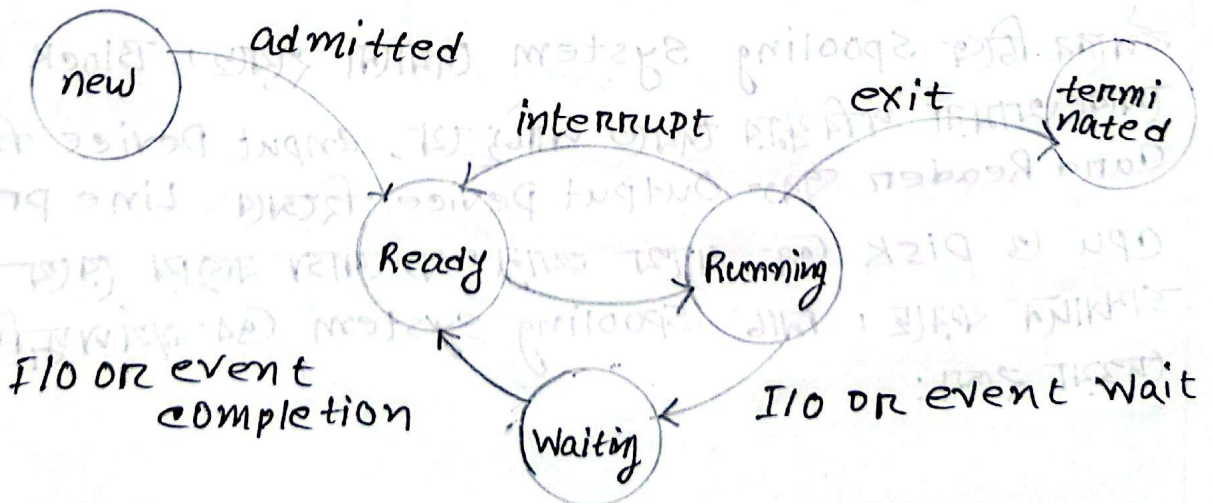 new
admitted
interrupt
exit
termi
nated
Ready
Running
I/O OR event
completion
Waiting
I/O OR event wait